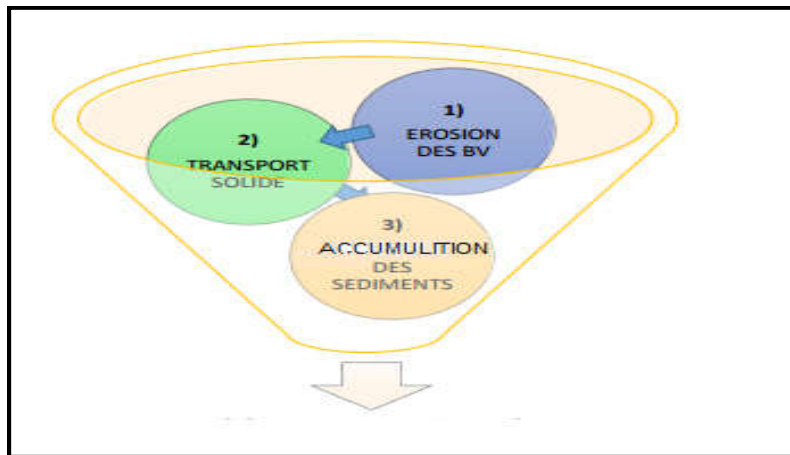 1)
EROSION
DES BV
2)
TRANSPORT
SOLIDE
3)
ACCUMULITION
DES
SEDIMENTS